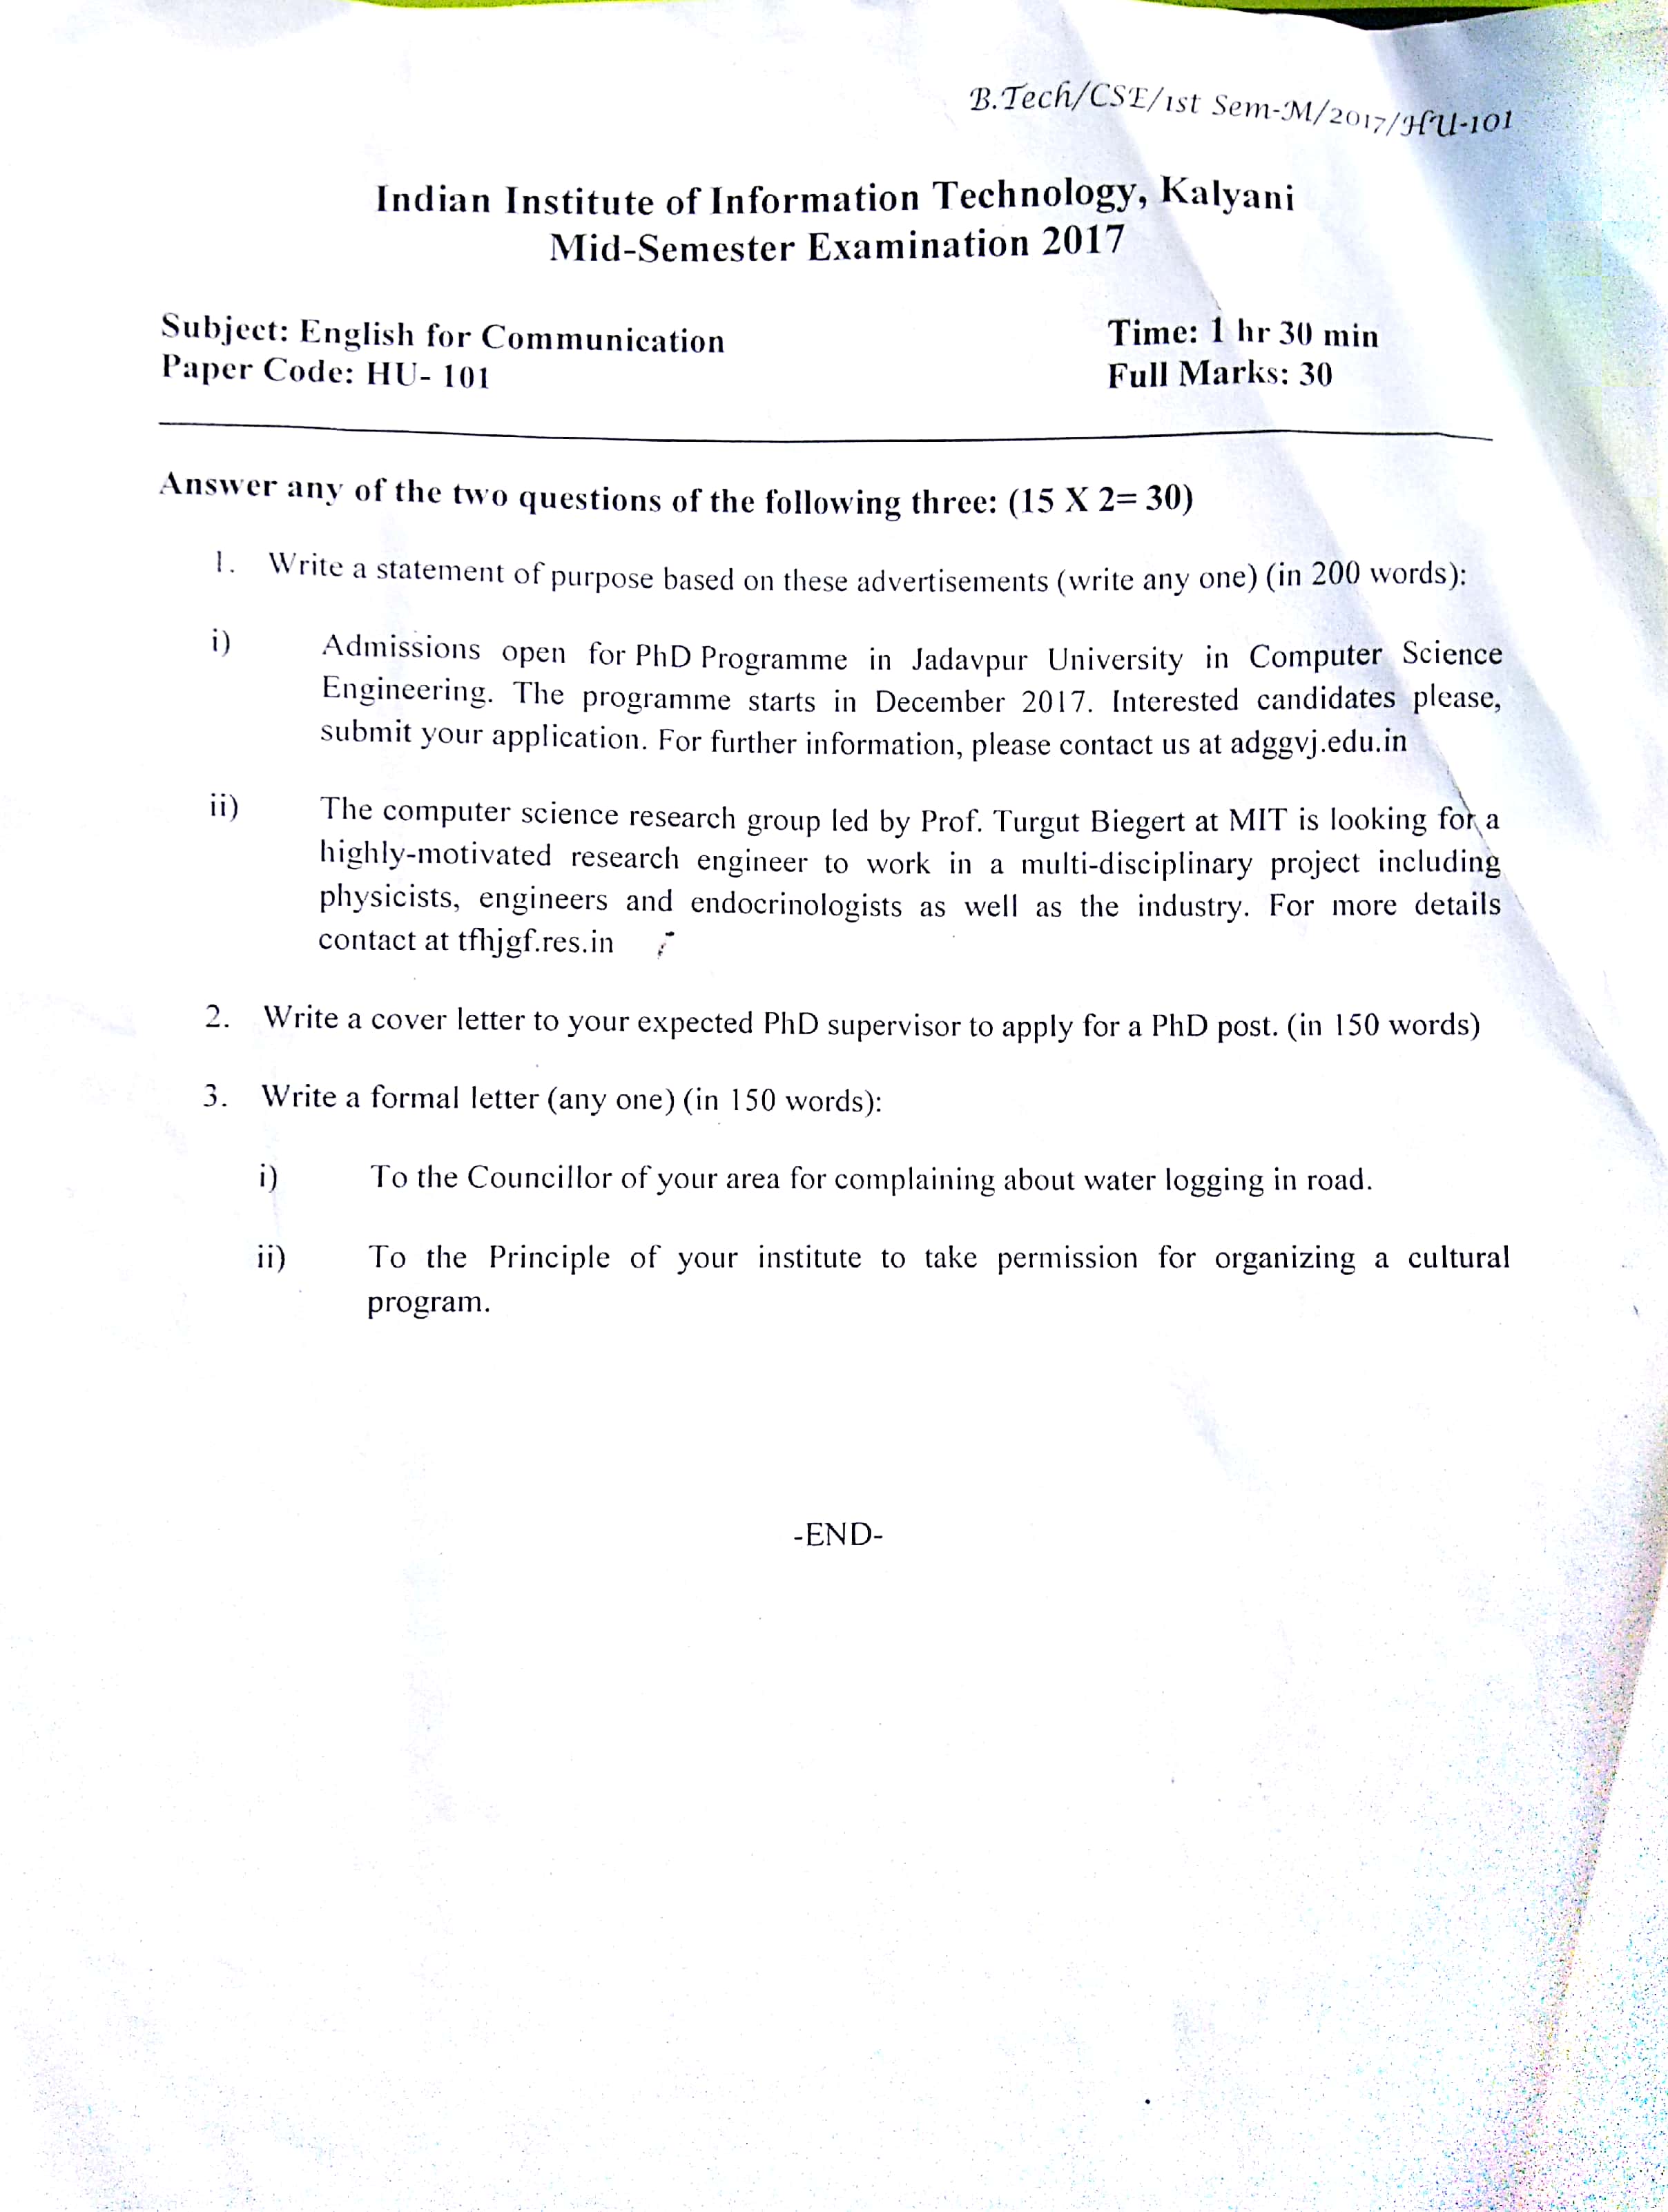 B.Tech/CSE/1st Sem-M/2017/HU-101
Indian Institute of Information Technology, Kalyani
Mid-Semester Examination 2017
Subject: English for Communication Time: 1 hr 30 min
Paper Code: HU- 101 Full Marks: 30
Answer any of the two questions of the following three: (15 X 2= 30)
1. Write a statement of purpose based on these advertisements (write any one) (in 200 words):
i) Admissions open for PhD Programme in Jadavpur University in Computer Science
Engineering. The programme starts in December 2017. Interested candidates please,
submit your application. For further information, please contact us at adggvj.edu.in
ii) The computer science research group led by Prof. Turgut Biegert at MIT is looking for a
highly-motivated research engineer to work in a multi-disciplinary project including
physicists, engineers and endocrinologists as well as the industry. For more details
contact at tfhjgf.res.in
2. Write a cover letter to your expected PhD supervisor to apply for a PhD post. (in 150 words)
3. Write a formal letter (any one) (in 150 words):
i) To the Councillor of your area for complaining about water logging in road.
ii) To the Principle of your institute to take permission for organizing a cultural
program.
-END-